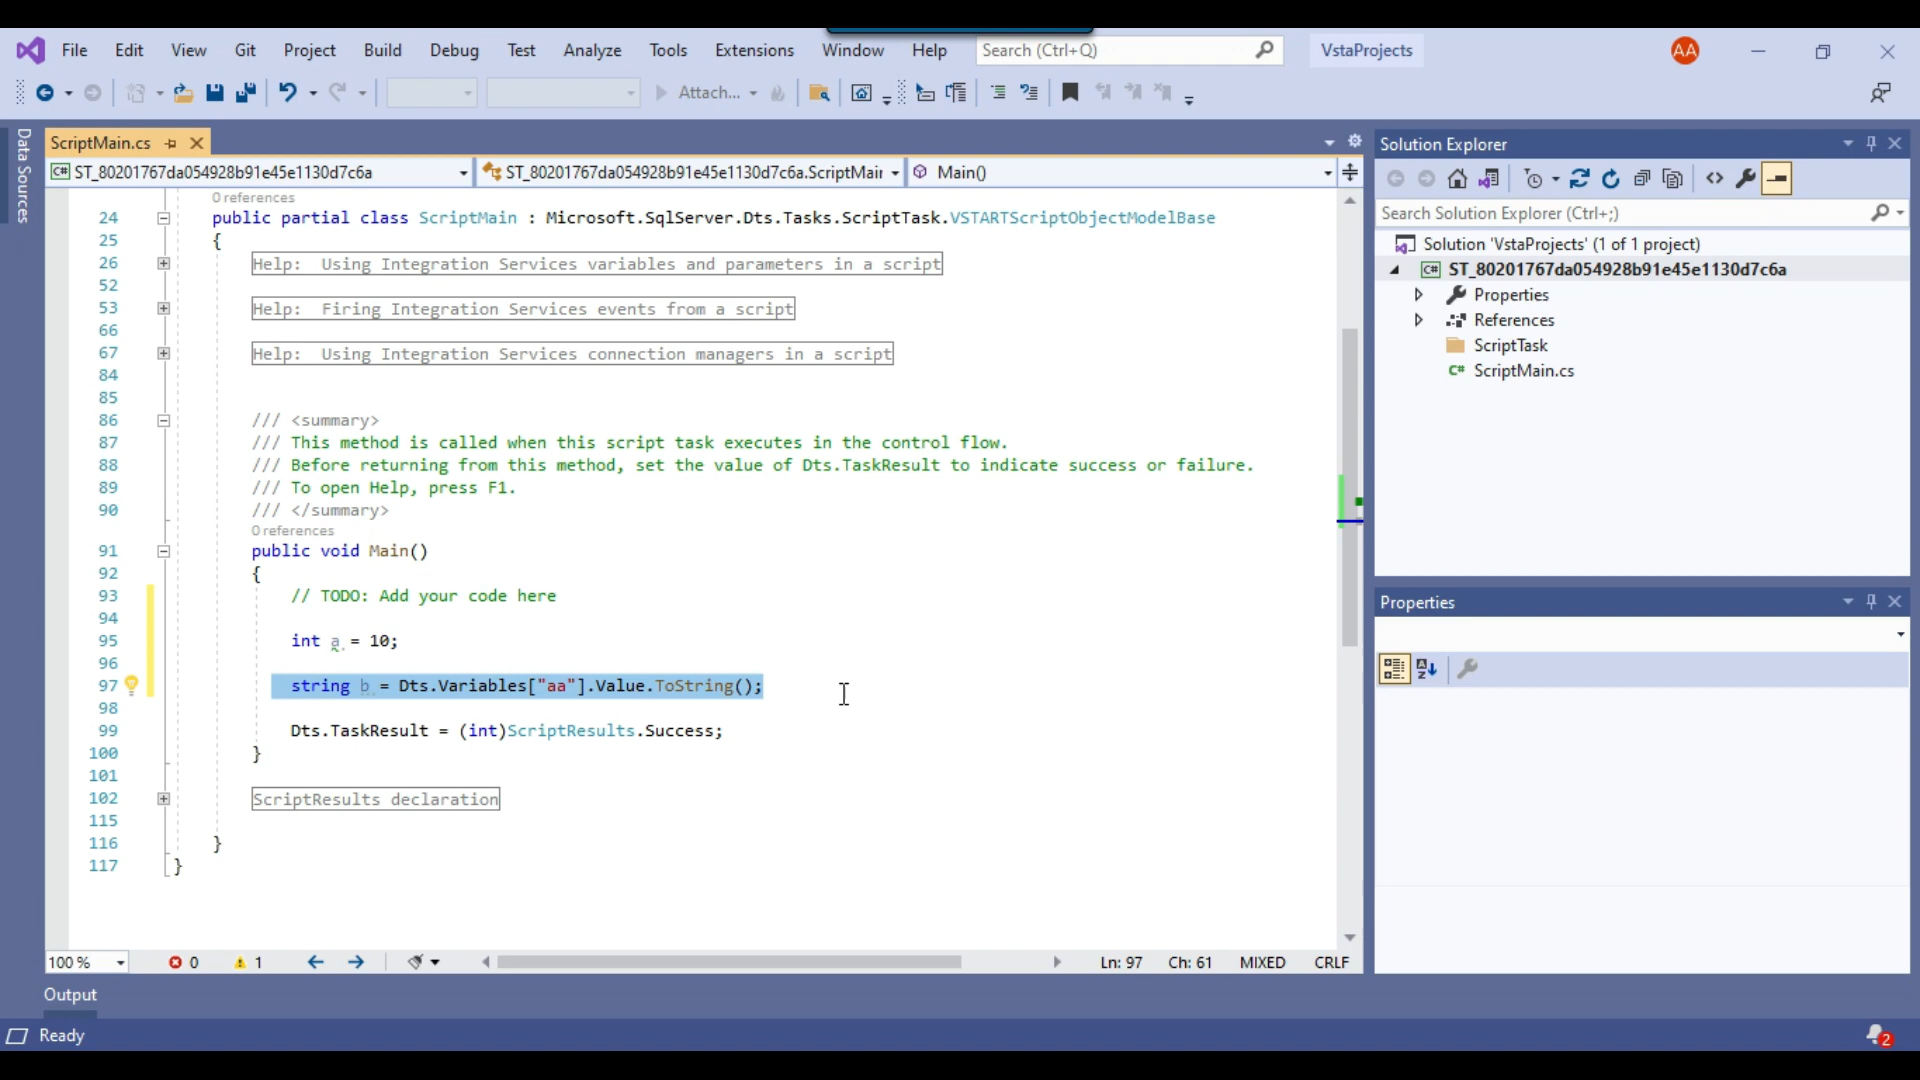 File Edit View Git Project Build Debug Test Analyze Tools Extensions Window Help Search (Ctrl+Q) VstaProjects AA
Attach...
Data Sources
ScriptMain.cs
ST_80201767da054928b91e45e1130d7c6a ST_80201767da054928b91e45e1130d7c6a.ScriptMain Main()
0 references
24 public partial class ScriptMain : Microsoft.SqlServer.Dts.Tasks.ScriptTask.VSTARTScriptObjectModelBase
25 {
26 Help: Using Integration Services variables and parameters in a script
52
53 Help: Firing Integration Services events from a script
66
67 Help: Using Integration Services connection managers in a script
84
85
86 /// <summary>
87 /// This method is called when this script task executes in the control flow.
88 /// Before returning from this method, set the value of Dts.TaskResult to indicate success or failure.
89 /// To open Help, press F1.
90 /// </summary>
0 references
91 public void Main()
92 {
93 // TODO: Add your code here
94
95 int a = 10;
96
97 string b = Dts.Variables["aa"].Value.ToString();
98
99 Dts.TaskResult = (int)ScriptResults.Success;
100 }
101
102 ScriptResults declaration
115
116 }
117 }
100 % 0 1 Ln: 97 Ch: 61 MIXED CRLF
Output
Ready
Solution Explorer
Search Solution Explorer (Ctrl+;)
Solution 'VstaProjects' (1 of 1 project)
C# ST_80201767da054928b91e45e1130d7c6a
Properties
References
ScriptTask
C# ScriptMain.cs
Properties
2